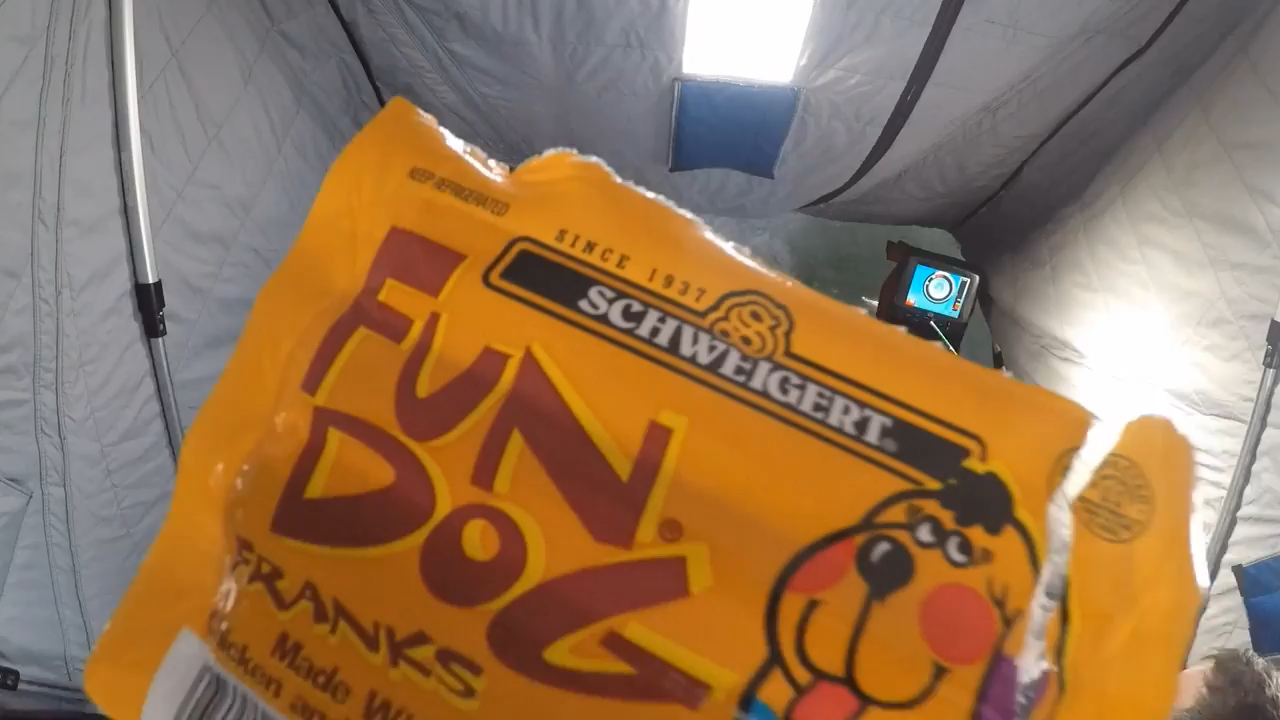 KEEP REFRIGERATED
SINCE 1937
SCHWEIGERT®
FUN
DOG®
FRANKS
Made